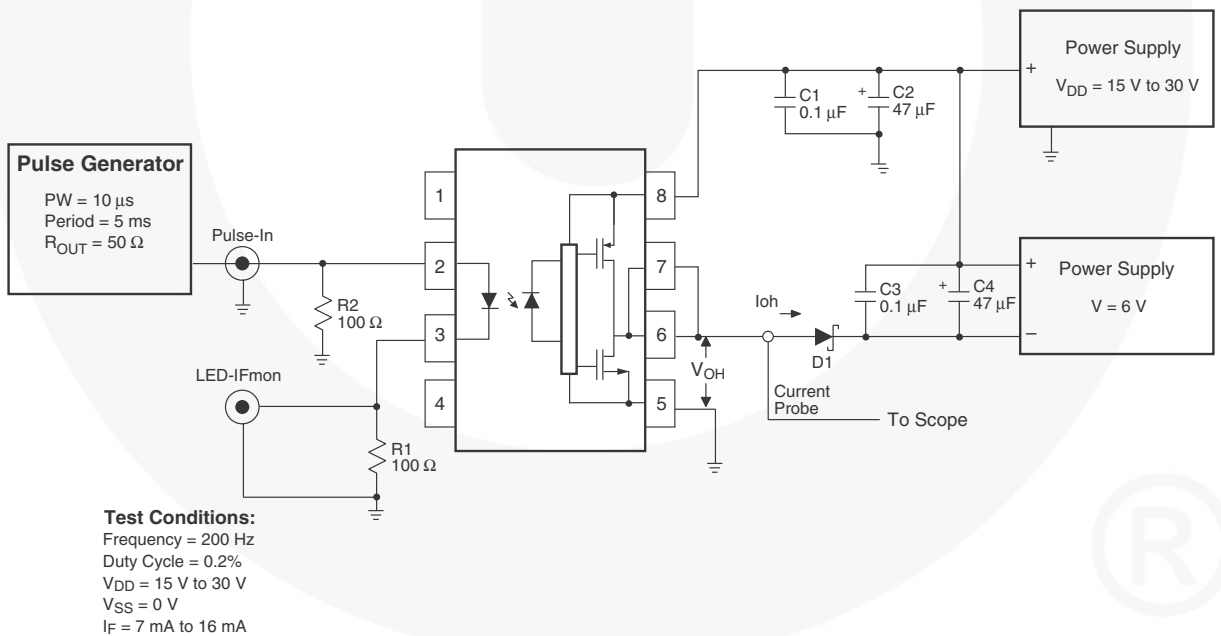 Power Supply
VDD = 15 V to 30 V
+
C1
0.1 μF
+
C2
47 μF
Pulse Generator
PW = 10 μs
Period = 5 ms
ROUT = 50 Ω
Pulse-In
R2
100 Ω
LED-IFmon
R1
100 Ω
1
2
3
4
8
7
6
5
VOH
Ioh
D1
Current
Probe
To Scope
C3
0.1 μF
+
C4
47 μF
+
Power Supply
V = 6 V
–
Test Conditions:
Frequency = 200 Hz
Duty Cycle = 0.2%
VDD = 15 V to 30 V
VSS = 0 V
IF = 7 mA to 16 mA
®